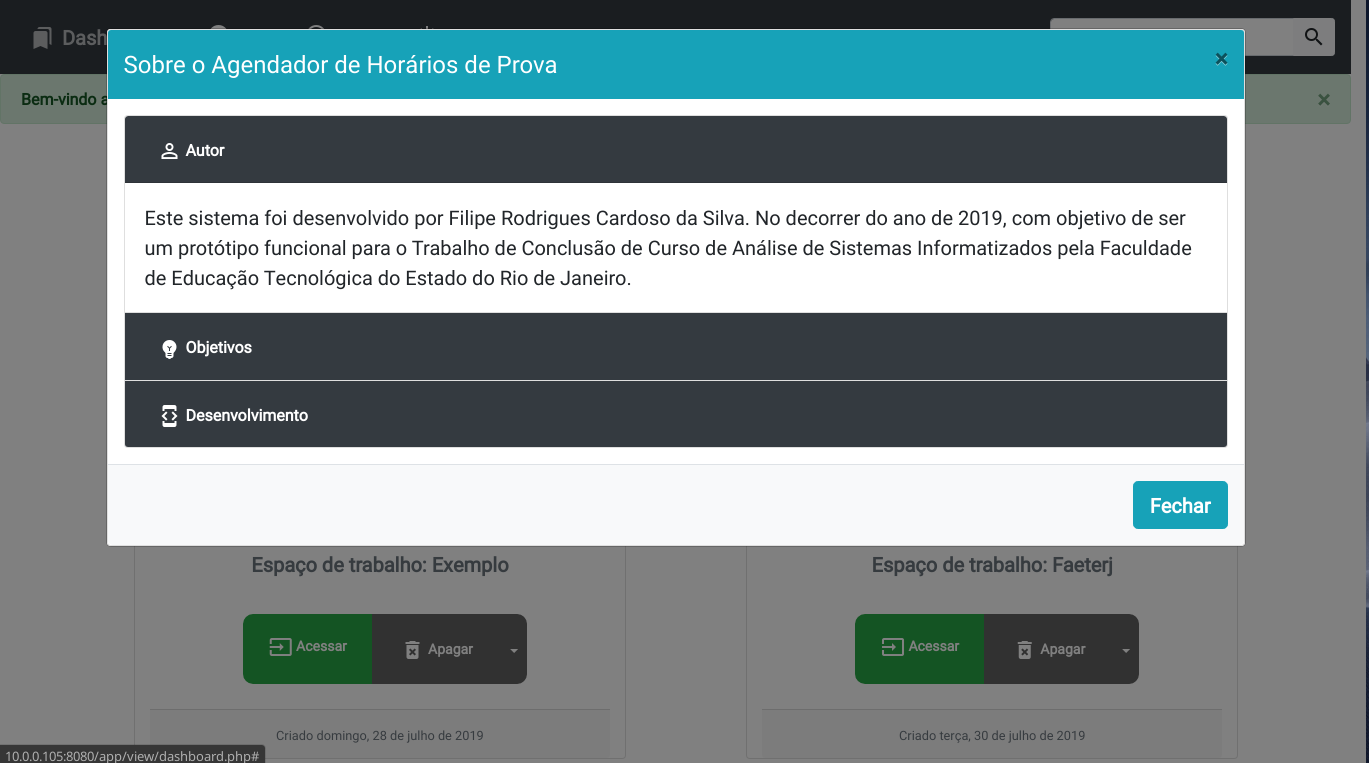 Dash
Sobre o Agendador de Horários de Prova
×
Bem-vindo a
×
Autor
Este sistema foi desenvolvido por Filipe Rodrigues Cardoso da Silva. No decorrer do ano de 2019, com objetivo de ser
um protótipo funcional para o Trabalho de Conclusão de Curso de Análise de Sistemas Informatizados pela Faculdade
de Educação Tecnológica do Estado do Rio de Janeiro.
Objetivos
Desenvolvimento
Fechar
Espaço de trabalho: Exemplo
Espaço de trabalho: Faeterj
Acessar
Apagar
Acessar
Apagar
Criado domingo, 28 de julho de 2019
Criado terça, 30 de julho de 2019
10.0.0.105:8080/app/view/dashboard.php#